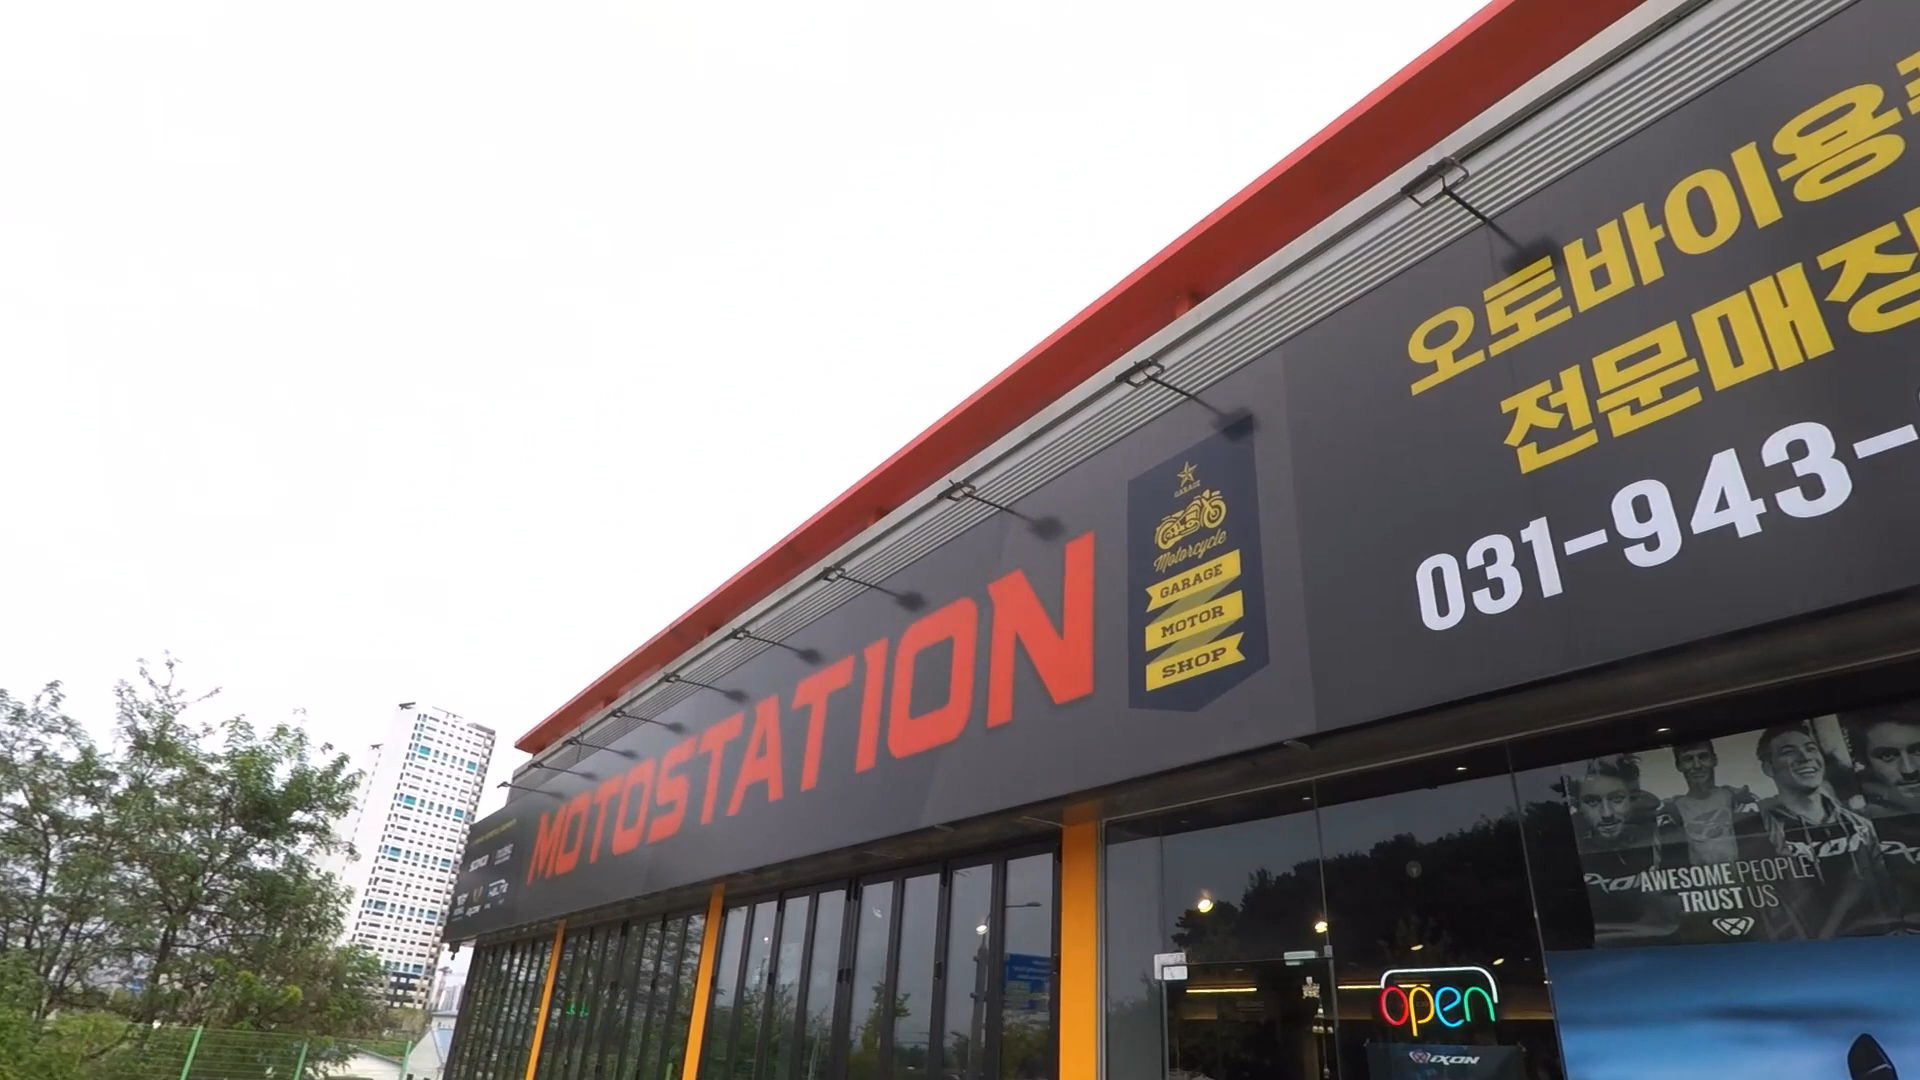 MOTOSTATION
GARAGE
Motorcycle
GARAGE
MOTOR
SHOP
오토바이용
전문매장
031-943-
AWESOME PEOPLE
TRUST US
open
IXON